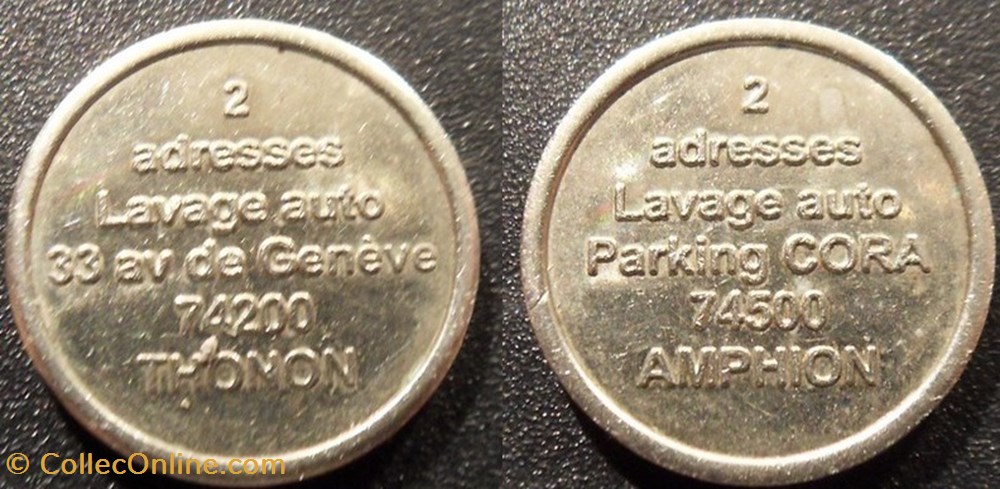 2
adresses
Lavage auto
33 av de Genève
74200
THONON
2
adresses
Lavage auto
Parking CORA
74500
AMPHION
© CollecOnline.com